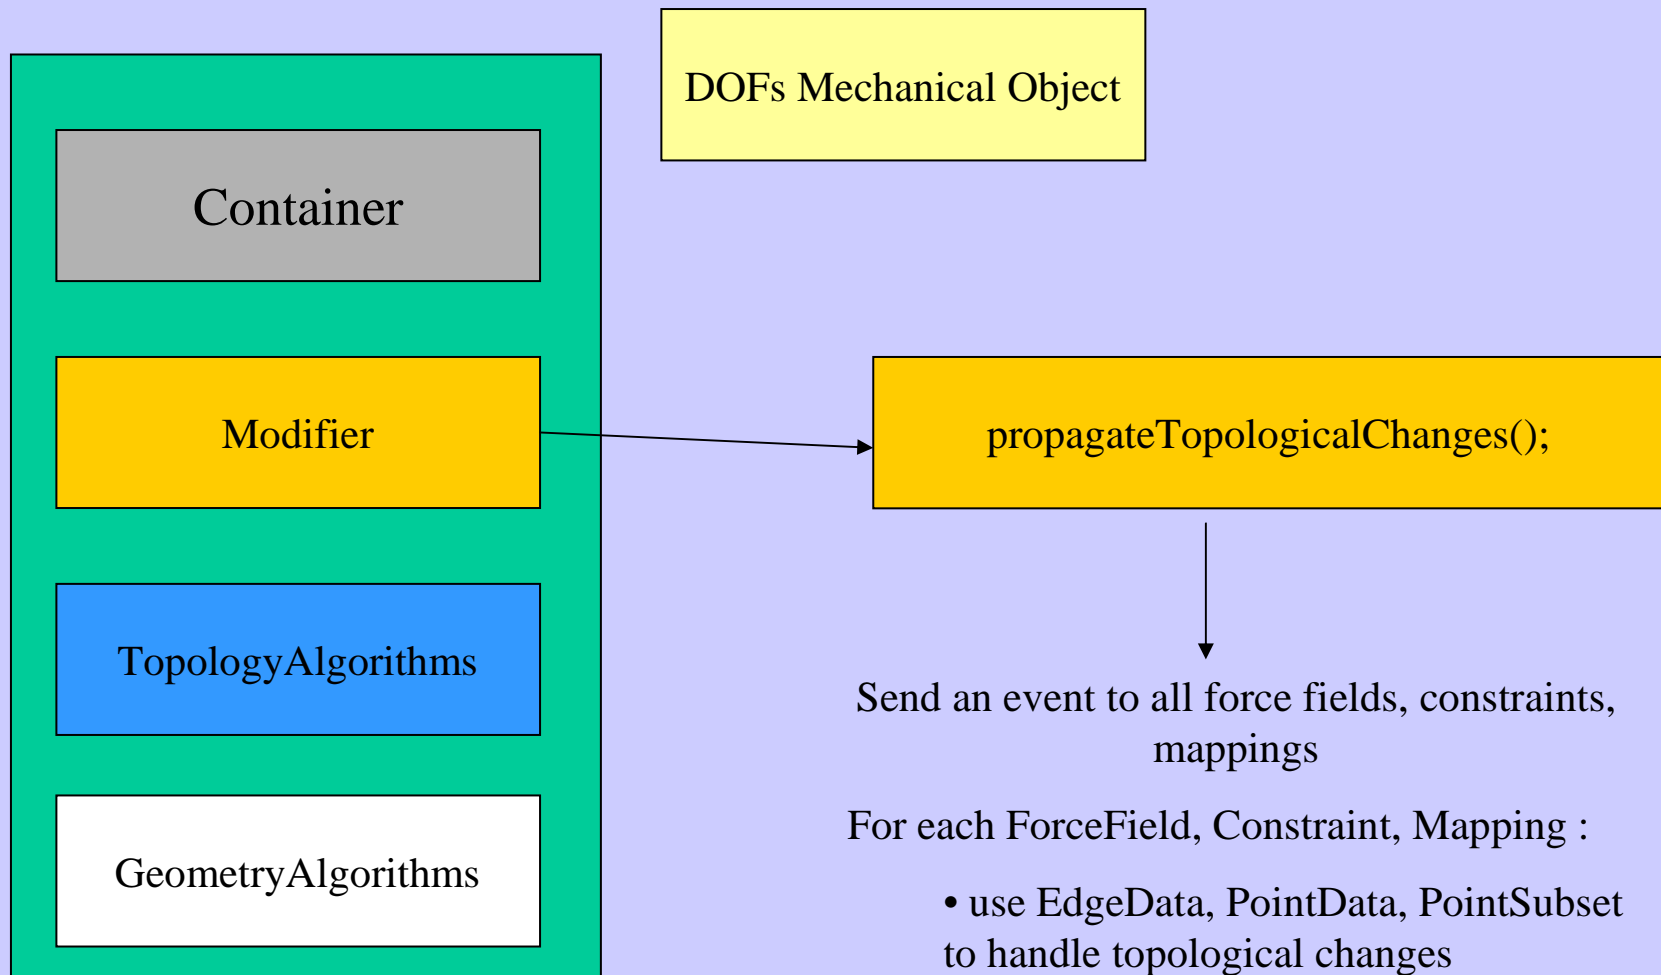 DOFs Mechanical Object
Container
Modifier
propagateTopologicalChanges();
TopologyAlgorithms
Send an event to all force fields, constraints,
mappings
For each ForceField, Constraint, Mapping :
GeometryAlgorithms
• use EdgeData, PointData, PointSubset
to handle topological changes